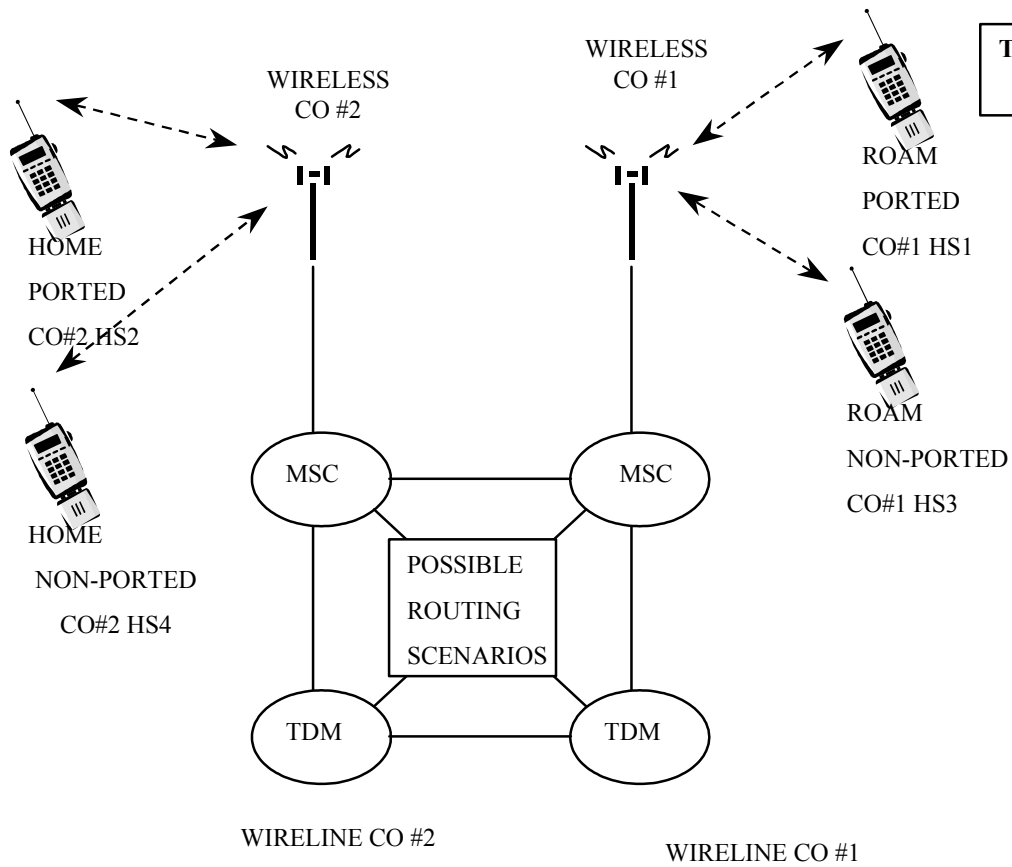 WIRELESS
CO #2
WIRELESS
CO #1
T
HOME
PORTED
CO#2 HS2
ROAM
PORTED
CO#1 HS1
HOME
NON-PORTED
CO#2 HS4
ROAM
NON-PORTED
CO#1 HS3
MSC
MSC
POSSIBLE
ROUTING
SCENARIOS
TDM
TDM
WIRELINE CO #2
WIRELINE CO #1